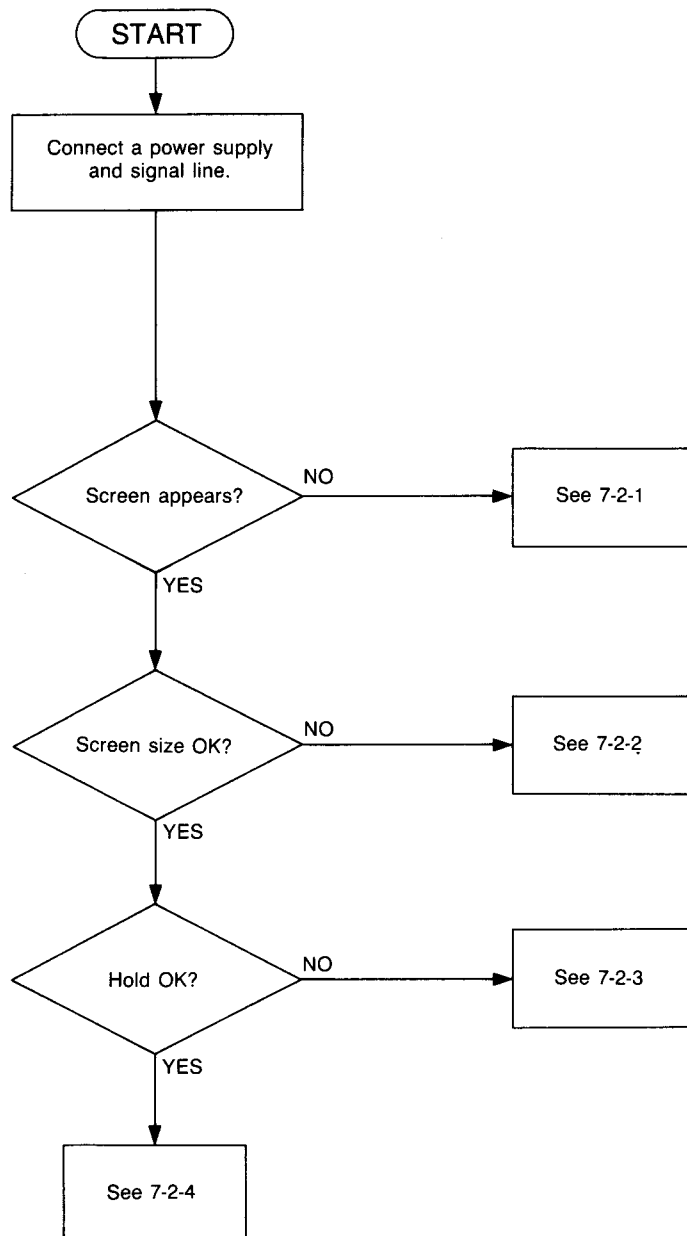 START
Connect a power supply
and signal line.
Screen appears?
NO
See 7-2-1
YES
Screen size OK?
NO
See 7-2-2
YES
Hold OK?
NO
See 7-2-3
YES
See 7-2-4